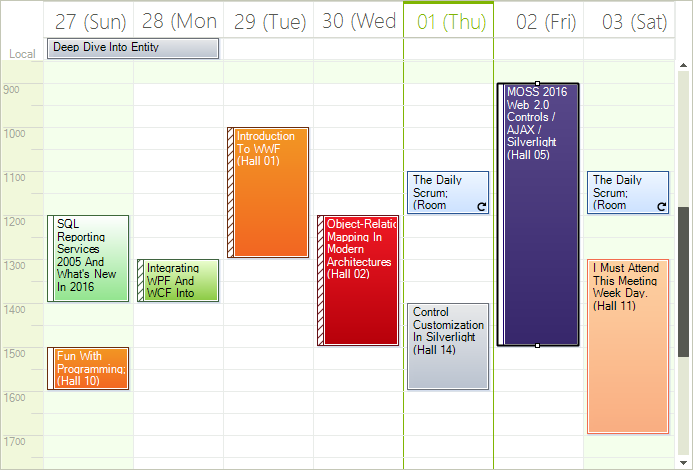 27 (Sun)
28 (Mon
29 (Tue)
30 (Wed
01 (Thu)
02 (Fri)
03 (Sat)
Local
Deep Dive Into Entity
900
1000
1100
1200
1300
1400
1500
1600
1700
SQL
Reporting
Services
2005 And
What's New
In 2016
Fun With
Programming;
(Hall 10)
Integrating
WPF And
WCF Into
Introduction
To WWF
(Hall 01)
Object-Relatic
Mapping In
Modern
Architectures
(Hall 02)
The Daily
Scrum;
(Room
Control
Customization
In Silverlight
(Hall 14)
MOSS 2016
Web 2.0
Controls /
AJAX /
Silverlight
(Hall 05)
The Daily
Scrum;
(Room
I Must Attend
This Meeting
Week Day.
(Hall 11)